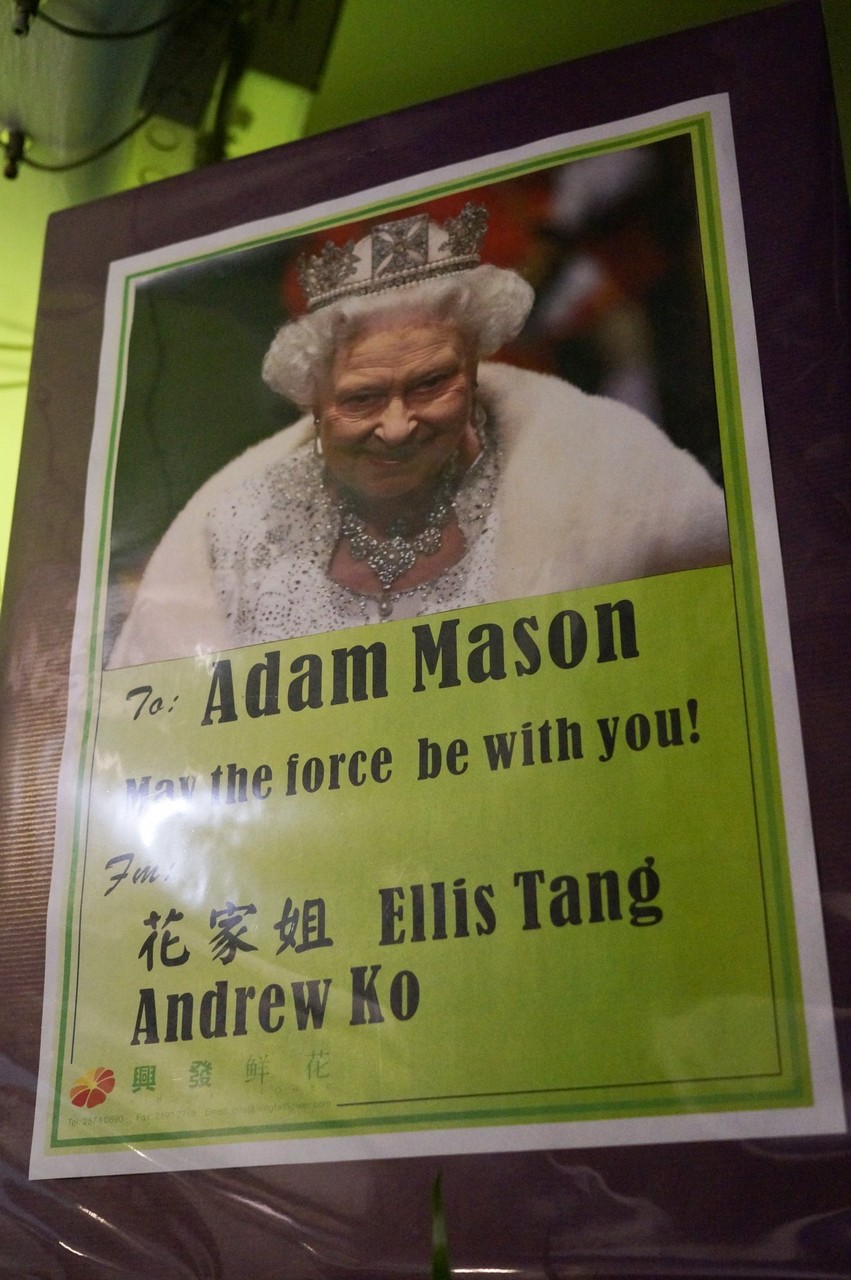 To: Adam Mason
May the force be with you!
Fm:
花家姐 Ellis Tang
Andrew Ko
興發鲜花